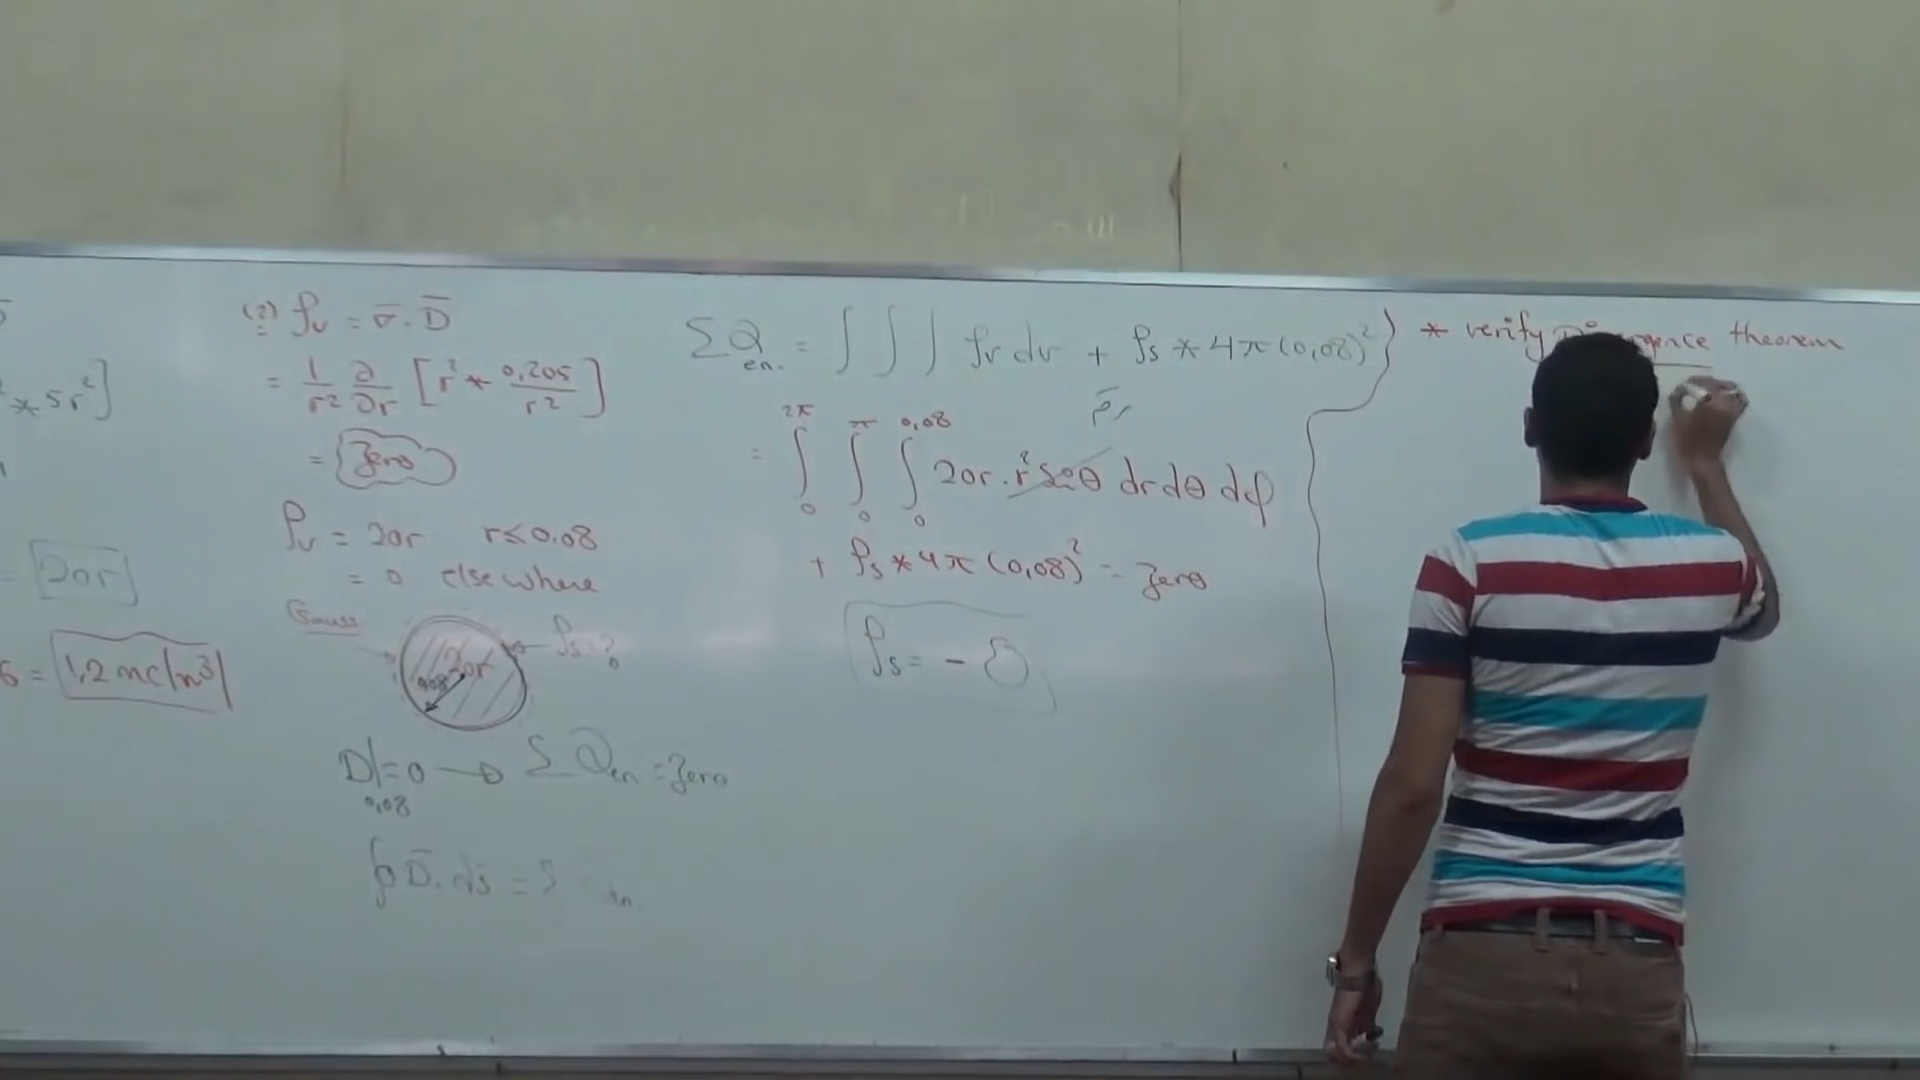 * 5r²]
= 20r
6 = 1,2 mc/m³
(2) ρv = ∇̄ . D̄
= 1/r² ∂/∂r [r² * 0,205/r²]
= Zero
ρv = 20r r≤0.08
= 0 elsewhere
Gauss
20r
0,08
ρs ?
D|0,08 = 0 → ΣQen = Zero
∮ D̄. ds̄ =
ΣQen. = ∫∫∫ ρv dv + ρs * 4π(0,08)²
= ∫₀^2π ∫₀^π ∫₀^0,08 20r . r² sinθ dr dθ dφ
+ ρs * 4π (0,08)² = Zero
ρs = -
* verify theorem